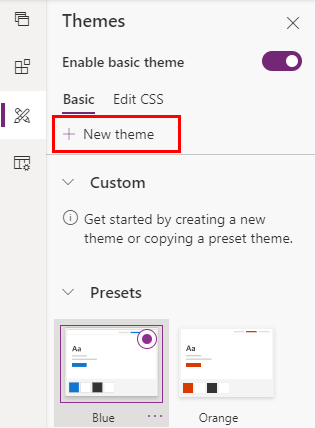 Themes
Enable basic theme
Basic Edit CSS
New theme
Custom
Get started by creating a new
theme or copying a preset theme.
Presets
Aa Aa
Blue ... Orange